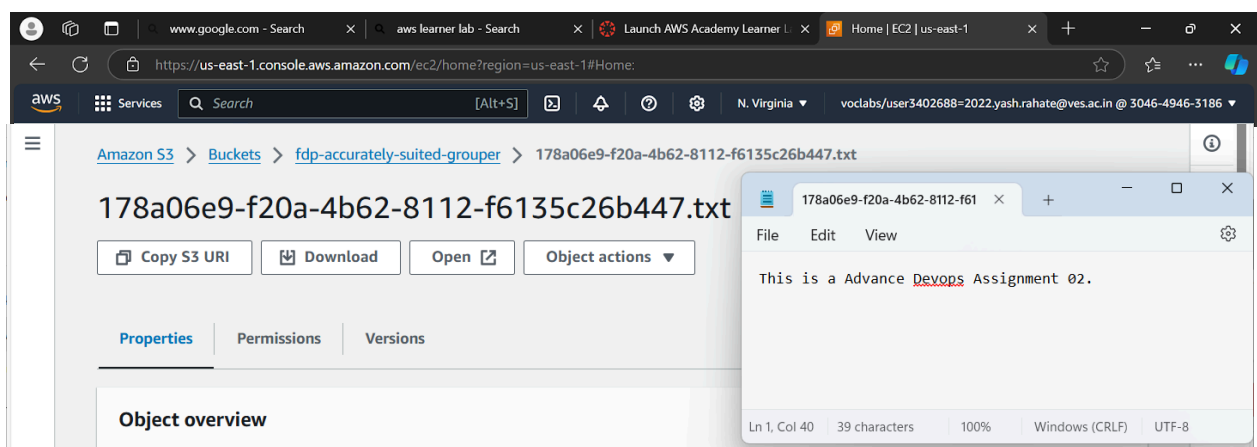 www.google.com - Search
aws learner lab - Search
Launch AWS Academy Learner L
Home | EC2 | us-east-1
https://us-east-1.console.aws.amazon.com/ec2/home?region=us-east-1#Home:
aws
Services
Search
[Alt+S]
N. Virginia
voclabs/user3402688=2022.yash.rahate@ves.ac.in @ 3046-4946-3186
Amazon S3 > Buckets > fdp-accurately-suited-grouper > 178a06e9-f20a-4b62-8112-f6135c26b447.txt
178a06e9-f20a-4b62-8112-f6135c26b447.txt
Copy S3 URI
Download
Open
Object actions
Properties
Permissions
Versions
Object overview
178a06e9-f20a-4b62-8112-f61
File Edit View
This is a Advance Devops Assignment 02.
Ln 1, Col 40 39 characters 100% Windows (CRLF) UTF-8